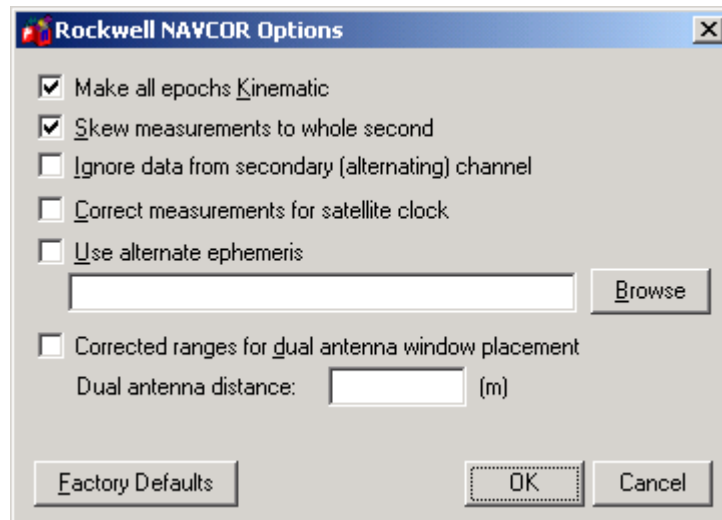 Rockwell NAVCOR Options
Make all epochs Kinematic
Skew measurements to whole second
Ignore data from secondary (alternating) channel
Correct measurements for satellite clock
Use alternate ephemeris
Browse
Corrected ranges for dual antenna window placement
Dual antenna distance: (m)
Factory Defaults OK Cancel